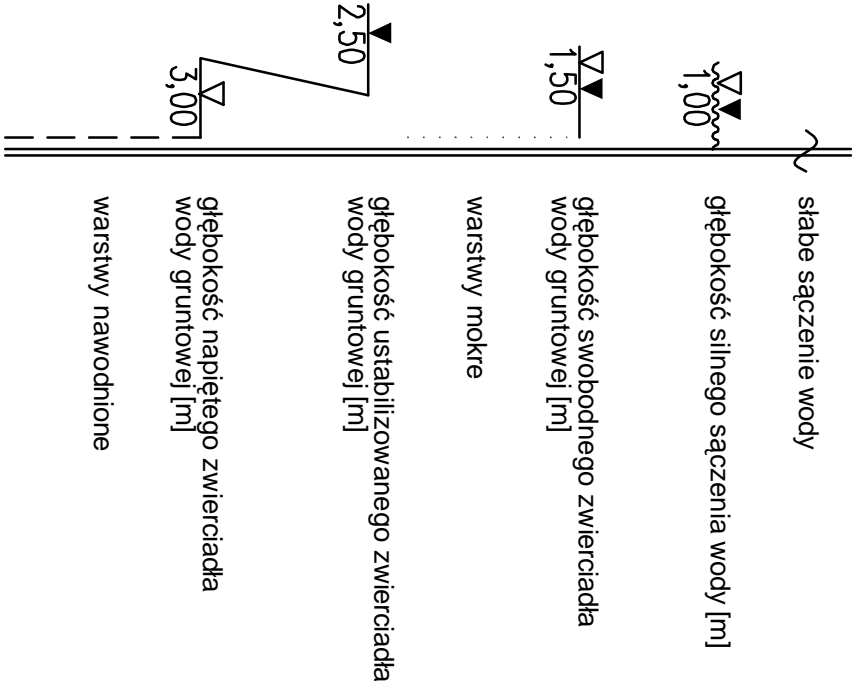 słabe sączenie wody
1,00
głębokość silnego sączenia wody [m]
1,50
głębokość swobodnego zwierciadła
wody gruntowej [m]
warstwy mokre
2,50
głębokość ustabilizowanego zwierciadła
wody gruntowej [m]
3,00
głębokość napiętego zwierciadła
wody gruntowej [m]
warstwy nawodnione